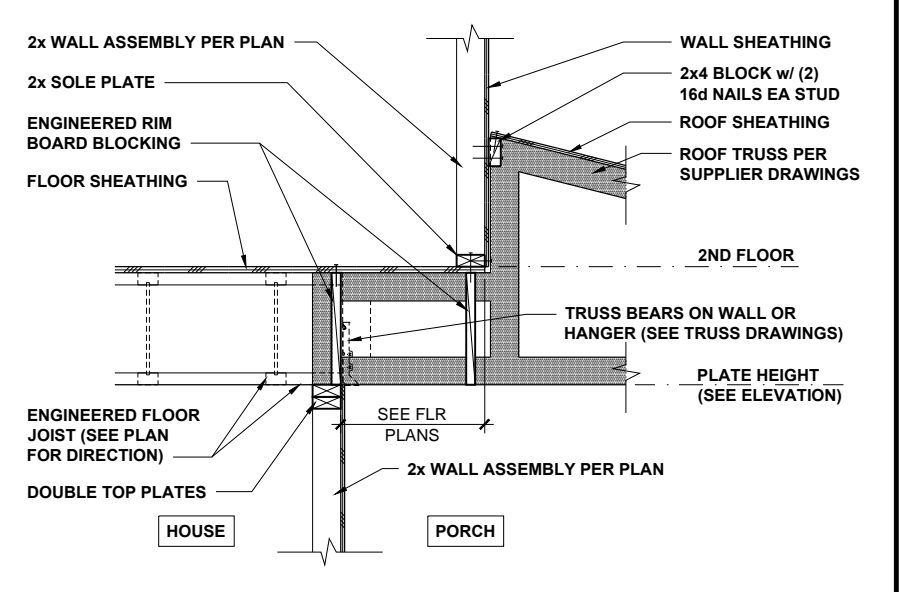 2x WALL ASSEMBLY PER PLAN
2x SOLE PLATE
ENGINEERED RIM
BOARD BLOCKING
FLOOR SHEATHING
WALL SHEATHING
2x4 BLOCK w/ (2)
16d NAILS EA STUD
ROOF SHEATHING
ROOF TRUSS PER
SUPPLIER DRAWINGS
2ND FLOOR
TRUSS BEARS ON WALL OR
HANGER (SEE TRUSS DRAWINGS)
PLATE HEIGHT
(SEE ELEVATION)
ENGINEERED FLOOR
JOIST (SEE PLAN
FOR DIRECTION)
DOUBLE TOP PLATES
SEE FLR
PLANS
2x WALL ASSEMBLY PER PLAN
HOUSE
PORCH